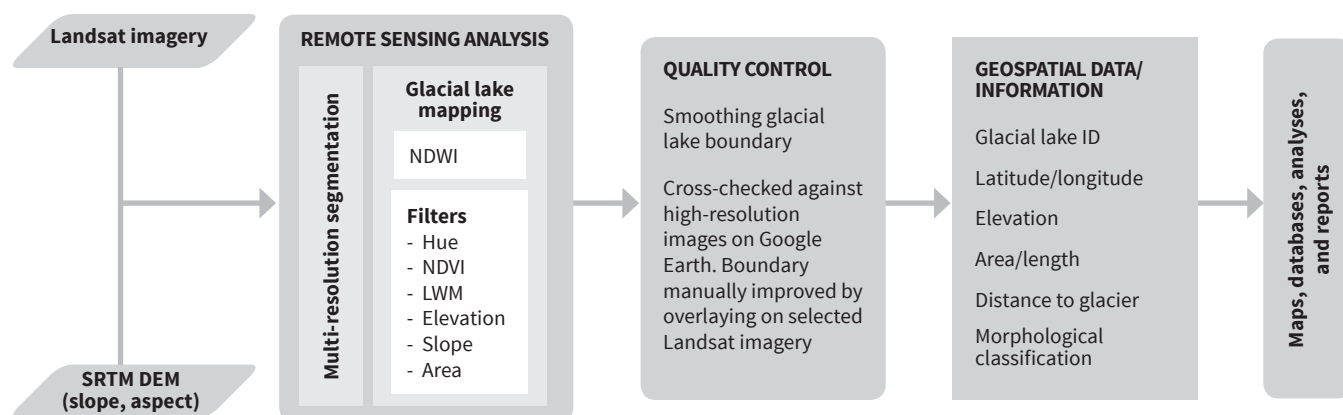 Landsat imagery
SRTM DEM
(slope, aspect)
REMOTE SENSING ANALYSIS
Multi-resolution segmentation
Glacial lake
mapping
NDWI
Filters
- Hue
- NDVI
- LWM
- Elevation
- Slope
- Area
QUALITY CONTROL
Smoothing glacial
lake boundary
Cross-checked against
high-resolution
images on Google
Earth. Boundary
manually improved by
overlaying on selected
Landsat imagery
GEOSPATIAL DATA/
INFORMATION
Glacial lake ID
Latitude/longitude
Elevation
Area/length
Distance to glacier
Morphological
classification
Maps, databases, analyses,
and reports